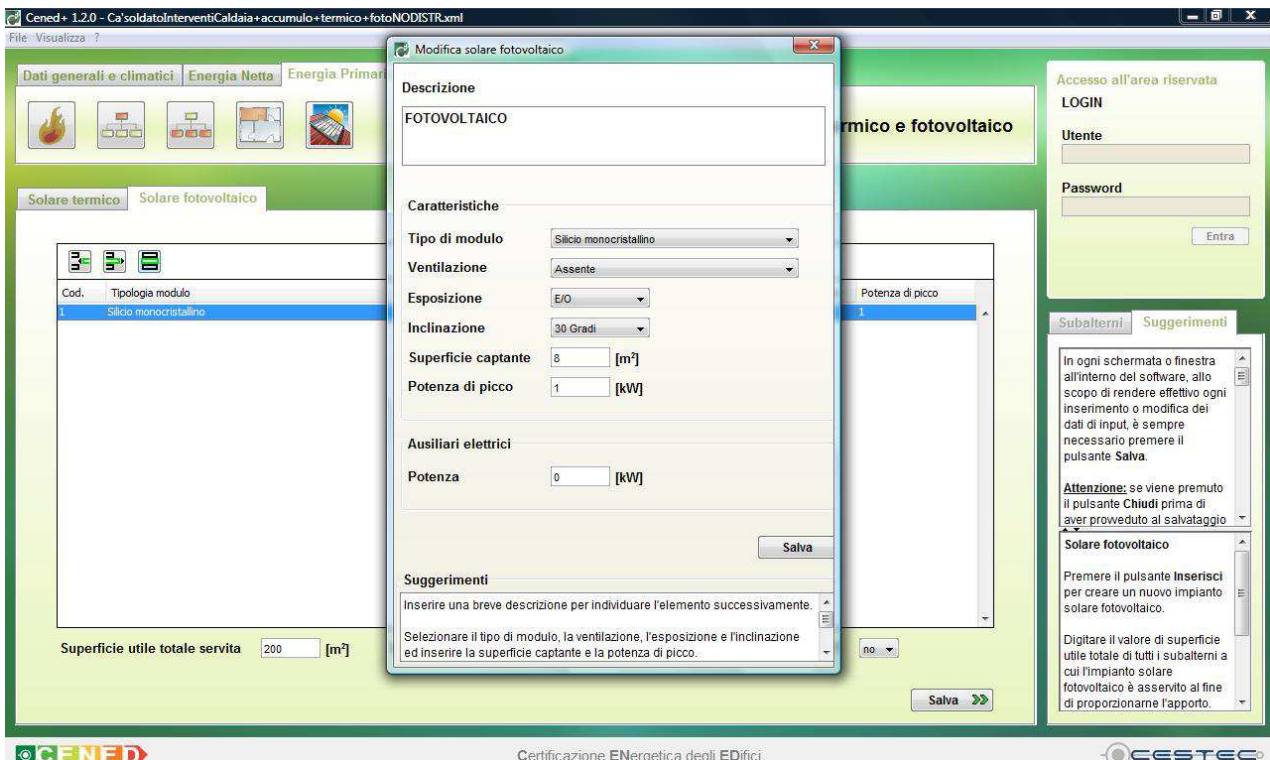 Cened+ 1.2.0 - Ca'soldatoInterventiCaldaia+accumulo+termico+fotoNODISTR.xml
File Visualizza ?
Dati generali e climatici
Energia Netta
Energia Primar
rmico e fotovoltaico
Solare termico
Solare fotovoltaico
Cod.
Tipologia modulo
Potenza di picco
1
Silicio monocristallino
1
Superficie utile totale servita
200
[m²]
no
Salva
Modifica solare fotovoltaico
Descrizione
FOTOVOLTAICO
Caratteristiche
Tipo di modulo
Silicio monocristallino
Ventilazione
Assente
Esposizione
E/O
Inclinazione
30 Gradi
Superficie captante
8
[m²]
Potenza di picco
1
[kW]
Ausiliari elettrici
Potenza
0
[kW]
Salva
Suggerimenti
Inserire una breve descrizione per individuare l'elemento successivamente.
Selezionare il tipo di modulo, la ventilazione, l'esposizione e l'inclinazione
ed inserire la superficie captante e la potenza di picco.
Accesso all'area riservata
LOGIN
Utente
Password
Entra
Subalterni
Suggerimenti
In ogni schermata o finestra
all'interno del software, allo
scopo di rendere effettivo ogni
inserimento o modifica dei
dati di input, è sempre
necessario premere il
pulsante Salva.
Attenzione: se viene premuto
il pulsante Chiudi prima di
aver provveduto al salvataggio
Solare fotovoltaico
Premere il pulsante Inserisci
per creare un nuovo impianto
solare fotovoltaico.
Digitare il valore di superficie
utile totale di tutti i subalterni a
cui l'impianto solare
fotovoltaico è asservito al fine
di proporzionarne l'apporto.
CENED
Certificazione ENergetica degli EDifici
CESTEC